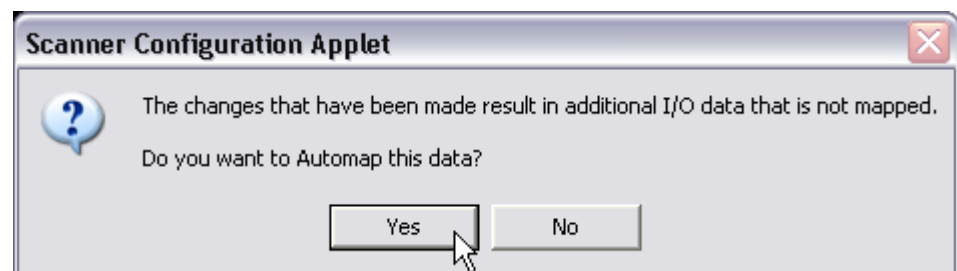 Scanner Configuration Applet
The changes that have been made result in additional I/O data that is not mapped.
Do you want to Automap this data?
Yes
No